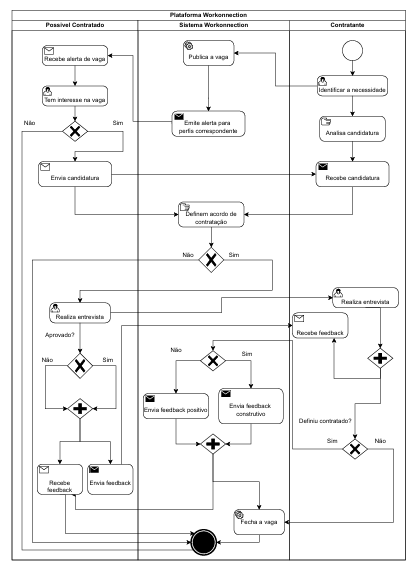 Plataforma Workonnection
Possível Contratado
Sistema Workonnection
Contratante
Recebe alerta de vaga
Publica a vaga
Identificar a necessidade
Tem interesse na vaga
Emite alerta para
perfis correspondente
Analisa candidatura
Não
Sim
Envia candidatura
Recebe candidatura
Definem acordo de
contratação
Não
Sim
Realiza entrevista
Realiza entrevista
Recebe feedback
Aprovado?
Não
Sim
Não
Sim
Envia feedback positivo
Envia feedback
construtivo
Definiu contratado?
Sim
Não
Recebe
feedback
Envia feedback
Fecha a vaga